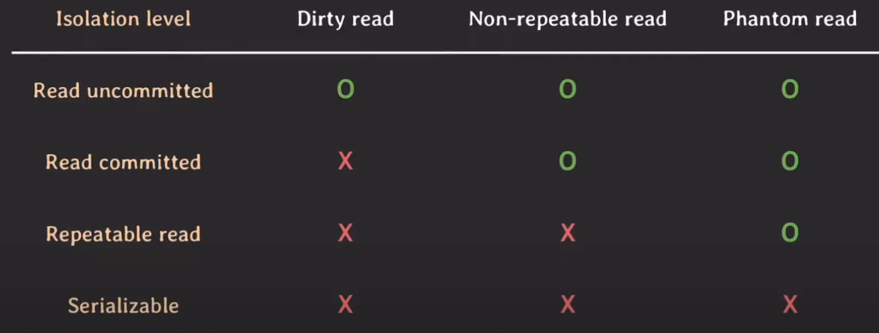 Isolation level Dirty read Non-repeatable read Phantom read
Read uncommitted O O O
Read committed X O O
Repeatable read X X O
Serializable X X X